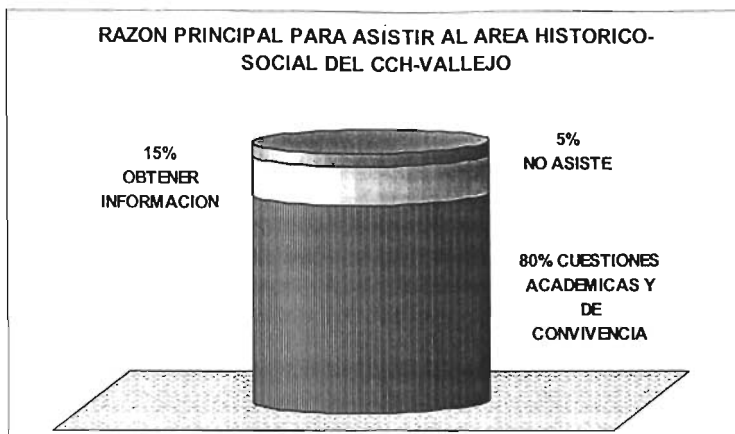 RAZON PRINCIPAL PARA ASISTIR AL AREA HISTORICO-
SOCIAL DEL CCH-VALLEJO
15%
OBTENER
INFORMACION
5%
NO ASISTE
80% CUESTIONES
ACADEMICAS Y
DE
CONVIVENCIA